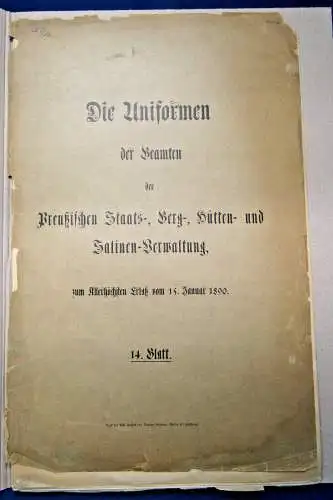 Die Uniformen
der Beamten
der
Preußischen Staats-, Berg-, Hütten- und
Salinen-Verwaltung,
zum Allerhöchsten Erlaß vom 15. Januar 1890.
14. Blatt.